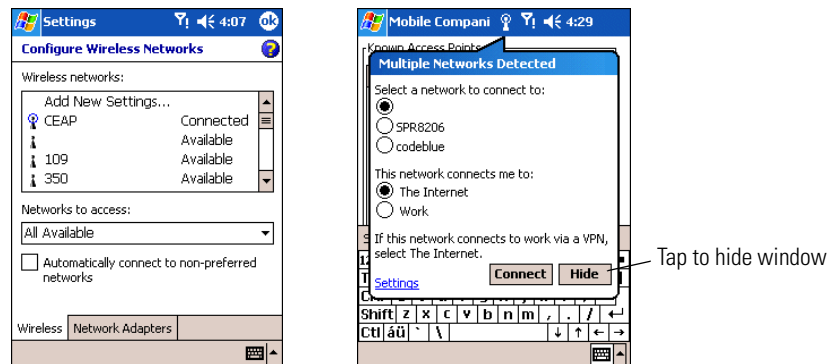 Settings 4:07 ok
Configure Wireless Networks ?
Wireless networks:
Add New Settings...
CEAP Connected
Available
109 Available
350 Available
Networks to access:
All Available
Automatically connect to non-preferred
networks
Wireless Network Adapters
Mobile Compani 4:29
Known Access Points
Multiple Networks Detected
Select a network to connect to:
SPR8206
codeblue
This network connects me to:
The Internet
Work
If this network connects to work via a VPN,
select The Internet.
Settings Connect Hide
Shift z x c v b n m , . / ↵
Ctl áü ` \ ↓ ↑ ← →
Tap to hide window